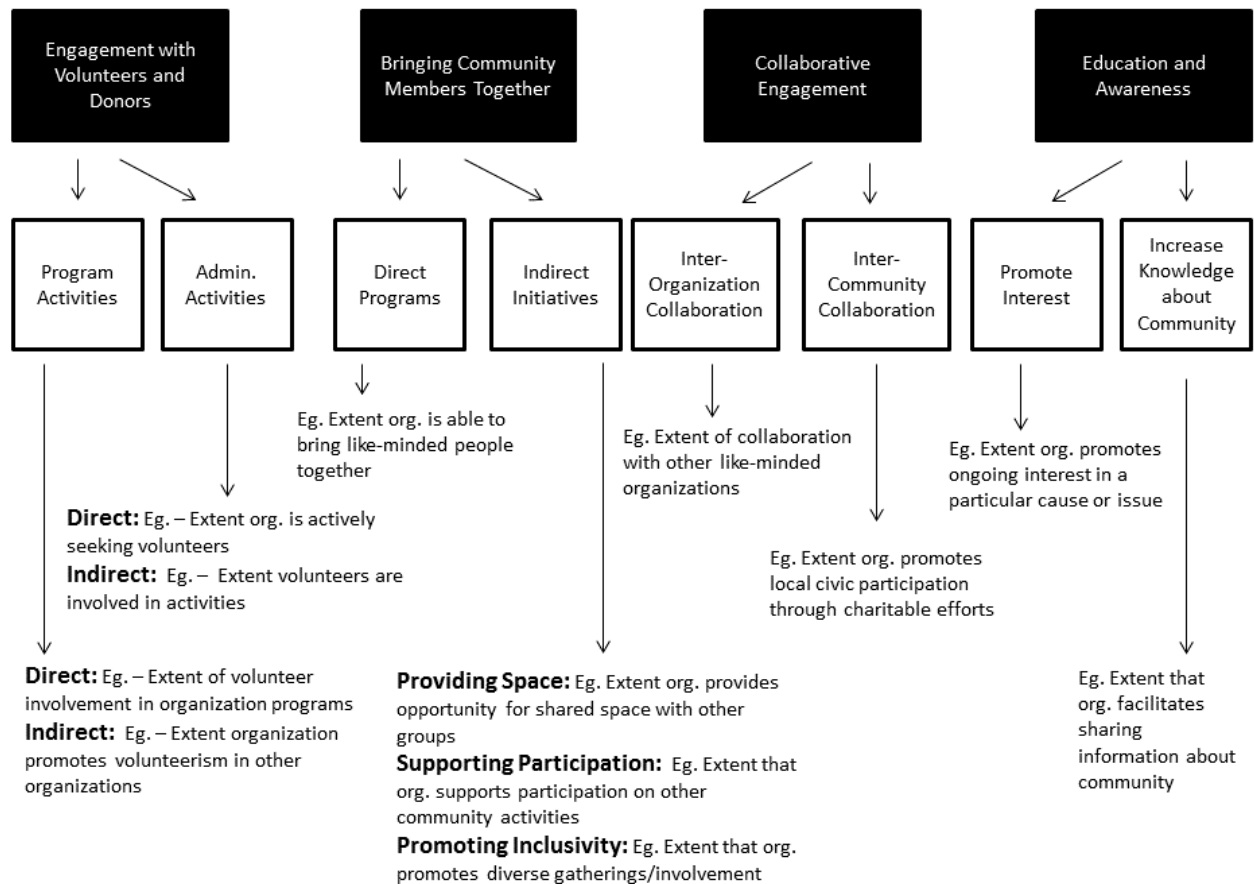 Engagement with
Volunteers and
Donors
Bringing Community
Members Together
Collaborative
Engagement
Education and
Awareness
Program
Activities
Admin.
Activities
Direct
Programs
Indirect
Initiatives
Inter-
Organization
Collaboration
Inter-
Community
Collaboration
Promote
Interest
Increase
Knowledge
about
Community
Eg. Extent org. is able to
bring like-minded people
together
Eg. Extent of collaboration
with other like-minded
organizations
Eg. Extent org. promotes
ongoing interest in a
particular cause or issue
Direct: Eg. – Extent org. is actively
seeking volunteers
Indirect: Eg. – Extent volunteers are
involved in activities
Eg. Extent org. promotes
local civic participation
through charitable efforts
Direct: Eg. – Extent of volunteer
involvement in organization programs
Indirect: Eg. – Extent organization
promotes volunteerism in other
organizations
Providing Space: Eg. Extent org. provides
opportunity for shared space with other
groups
Supporting Participation: Eg. Extent that
org. supports participation on other
community activities
Promoting Inclusivity: Eg. Extent that org.
promotes diverse gatherings/involvement
Eg. Extent that
org. facilitates
sharing
information about
community